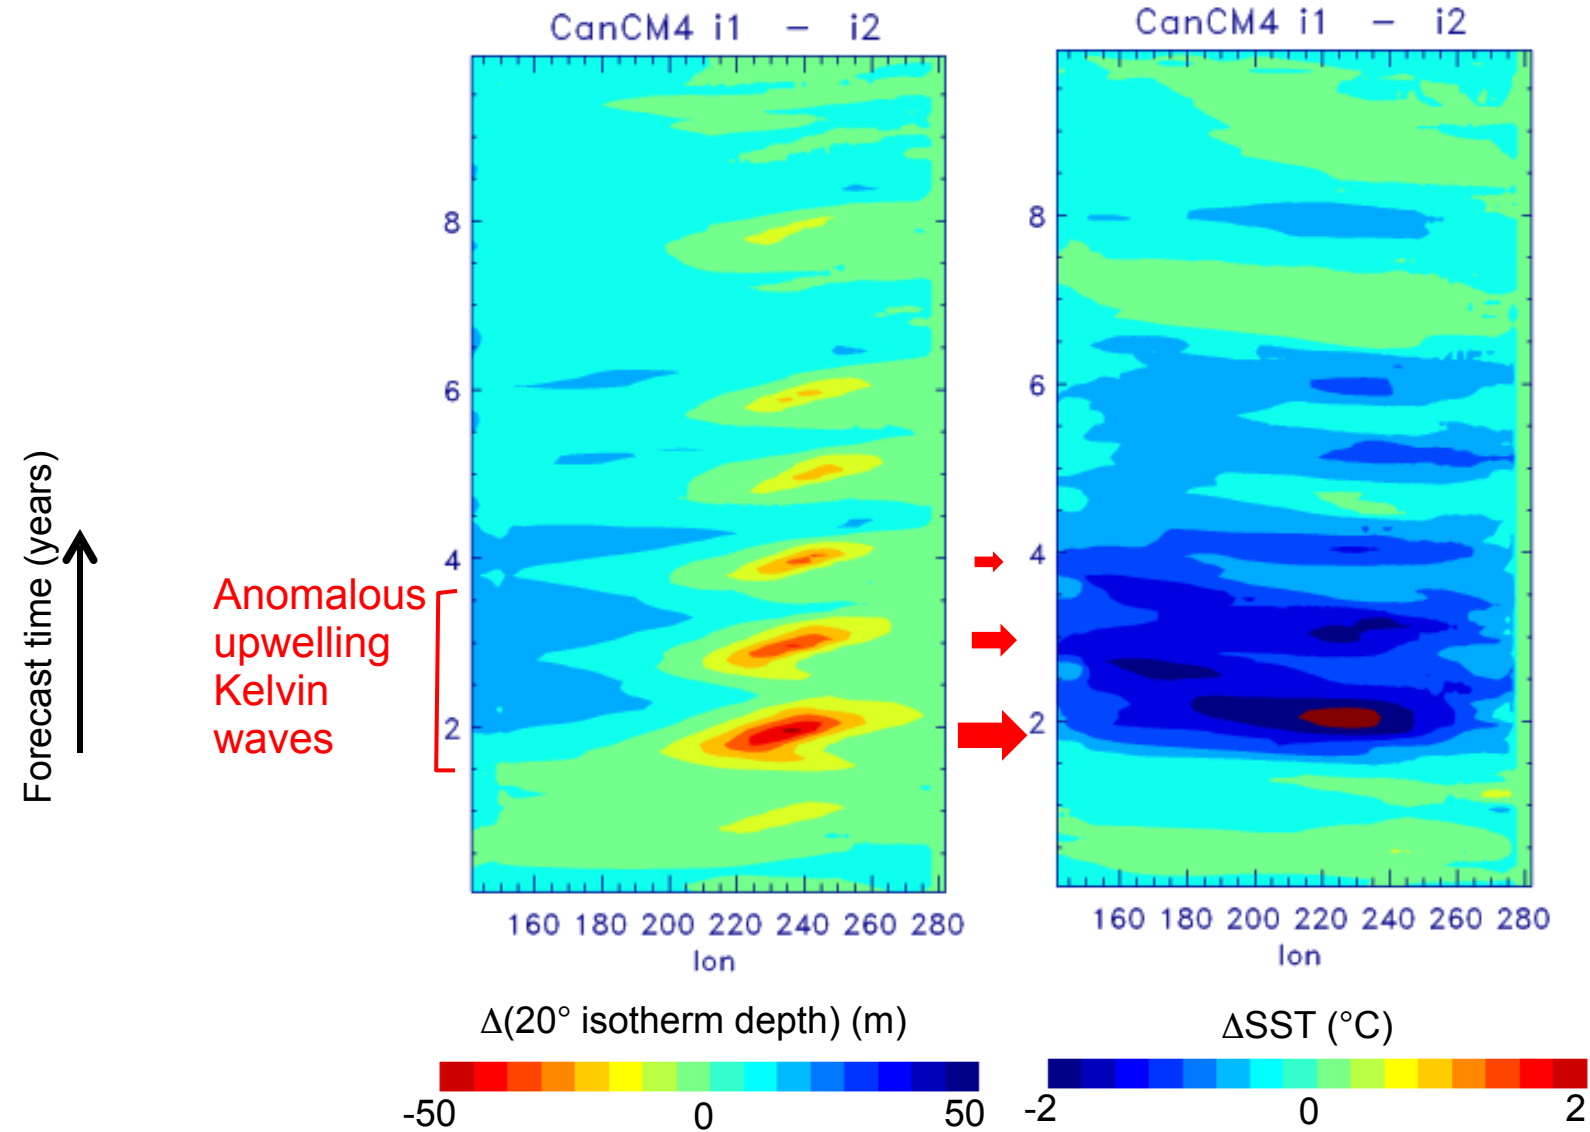 CanCM4 i1 – i2
CanCM4 i1 – i2
8
6
4
2
8
6
4
2
Forecast time (years)
Anomalous
upwelling
Kelvin
waves
160 180 200 220 240 260 280
lon
160 180 200 220 240 260 280
lon
Δ(20° isotherm depth) (m)
ΔSST (°C)
-50 0 50
-2 0 2